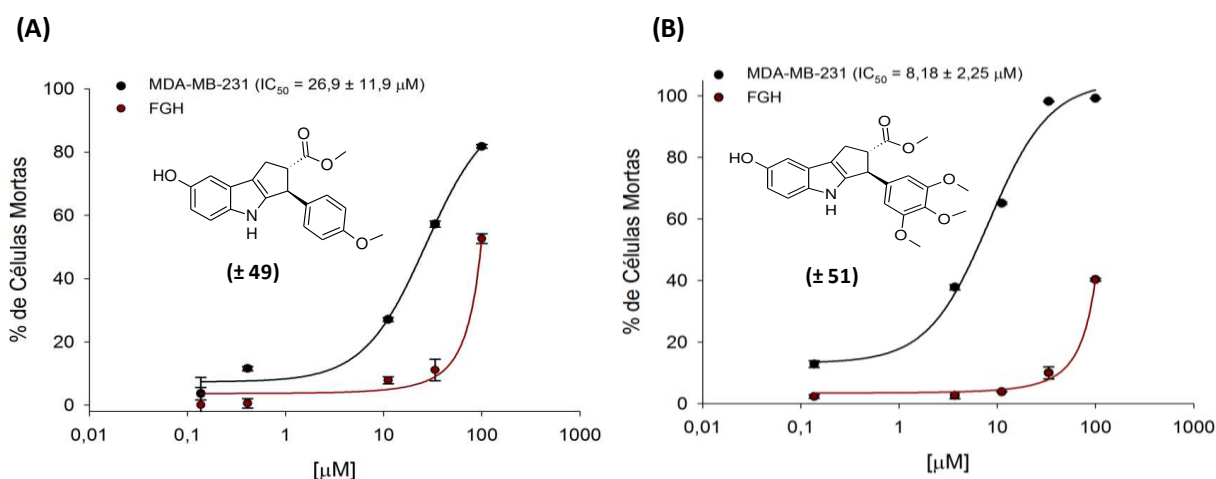 (A)
MDA-MB-231 (IC50 = 26,9 ± 11,9 μM)
FGH
% de Células Mortas
100
80
60
40
20
0
0,01
0,1
1
10
100
1000
[μM]
HO
N
H
O
O
O
(± 49)
(B)
MDA-MB-231 (IC50 = 8,18 ± 2,25 μM)
FGH
% de Células Mortas
100
80
60
40
20
0
0,01
0,1
1
10
100
1000
[μM]
HO
N
H
O
O
O
O
O
(± 51)